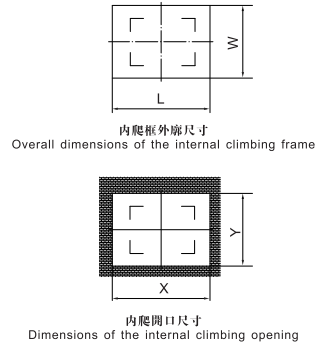 W
L
内爬框外廓尺寸
Overall dimensions of the internal climbing frame
Y
X
内爬開口尺寸
Dimensions of the internal climbing opening